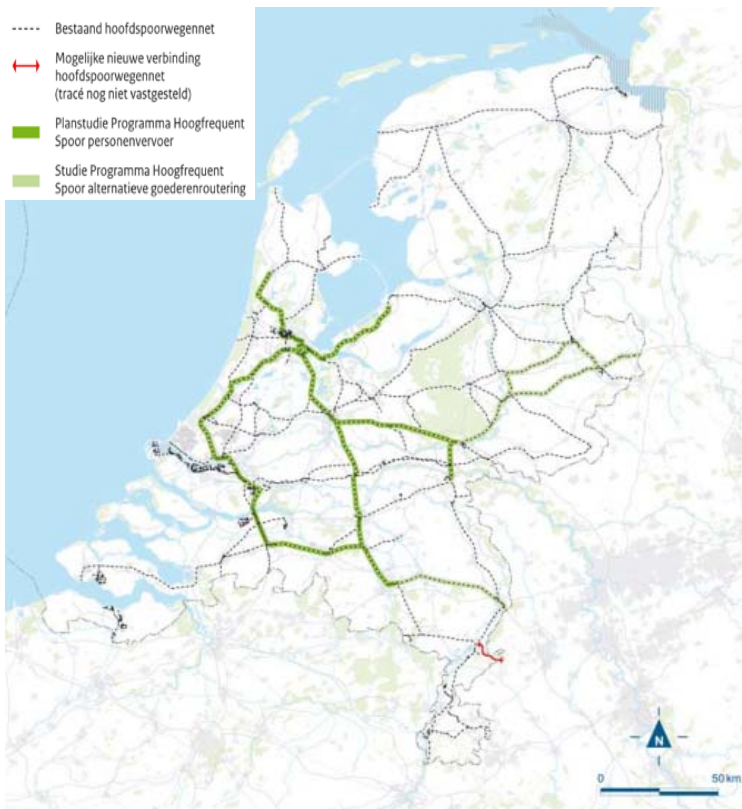 Bestaand hoofdspoorwegennet
Mogelijke nieuwe verbinding
hoofdspoorwegennet
(tracé nog niet vastgesteld)
Planstudie Programma Hoogfrequent
Spoor personenvervoer
Studie Programma Hoogfrequent
Spoor alternatieve goederenroutering
N
0 50 km